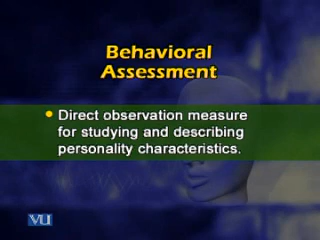 Behavioral
Assessment
• Direct observation measure
for studying and describing
personality characteristics.
VU